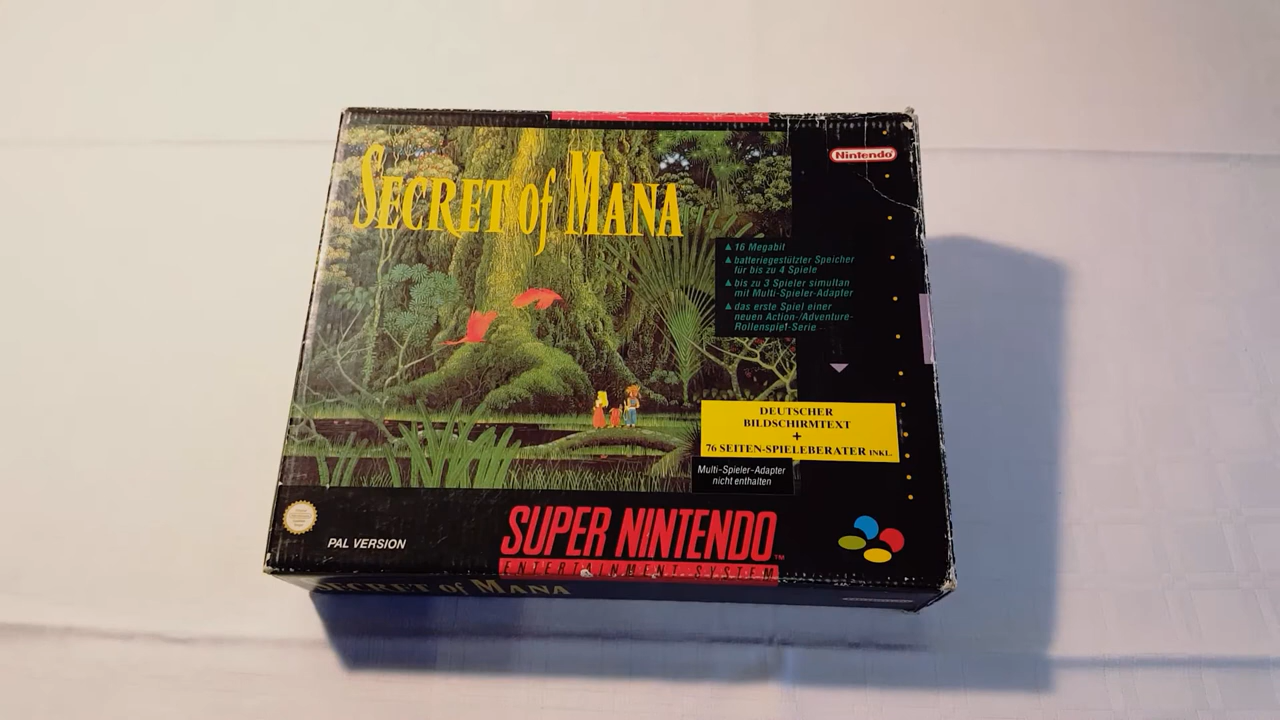 Nintendo
SECRET of MANA
16 Megabit
batteriegestützter Speicher
für bis zu 4 Spiele
bis zu 3 Spieler simultan
mit Multi-Spieler-Adapter
das erste Spiel einer
neuen Action-/Adventure-
Rollenspiel-Serie
DEUTSCHER
BILDSCHIRMTEXT
+
76 SEITEN-SPIELEBERATER INKL.
Multi-Spieler-Adapter
nicht enthalten
PAL VERSION
SUPER NINTENDO TM
ENTERTAINMENT SYSTEM
SECRET of MANA